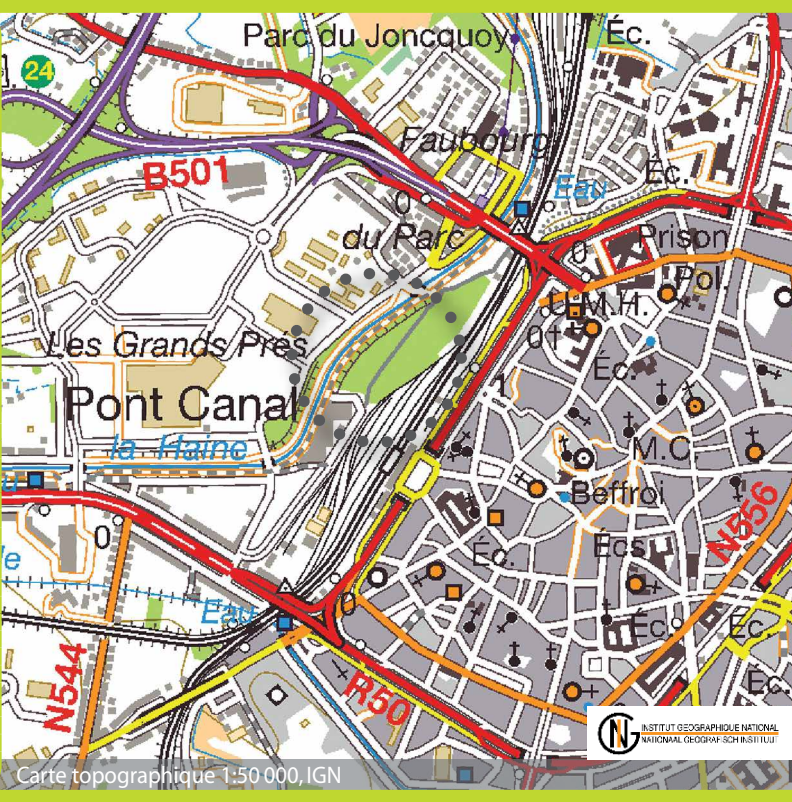 Parc du Joncquoy
Éc.
24
Faubourg
B501
Éc.
Eau
0
du Parc
Prison
0
Pol.
U.M.H.
0
Les Grands Prés
Éc.
1
Pont Canal
la Haine
M.C.
Beffroi
N556
0
Éc.
Écs.
0
Eau
Éc.
Éc.
N544
R50
Éc.
INSTITUT GEOGRAPHIQUE NATIONAL
NATIONAAL GEOGRAFISCH INSTITUUT
Carte topographique 1:50 000, IGN